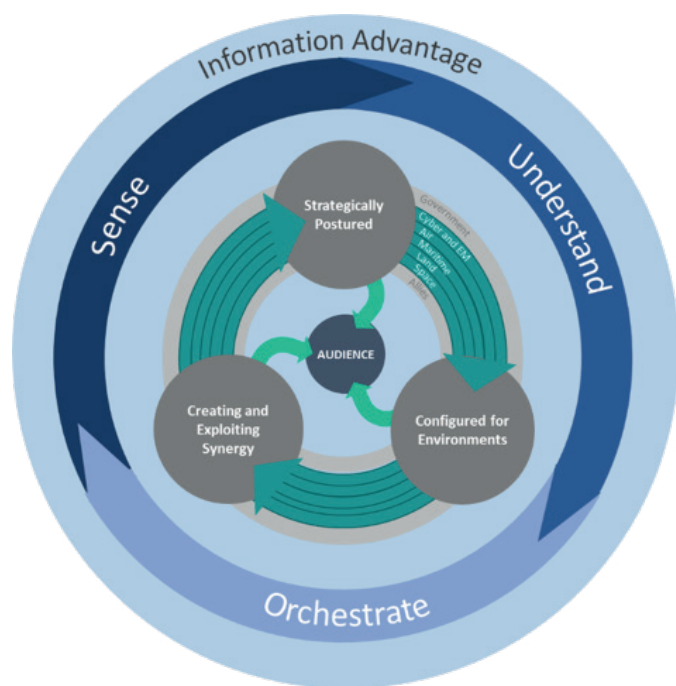 Information Advantage
Sense
Understand
Orchestrate
Strategically
Postured
Government
Cyber and EM
Air
Maritime
Land
Space
Allies
AUDIENCE
Creating and
Exploiting
Synergy
Configured for
Environments